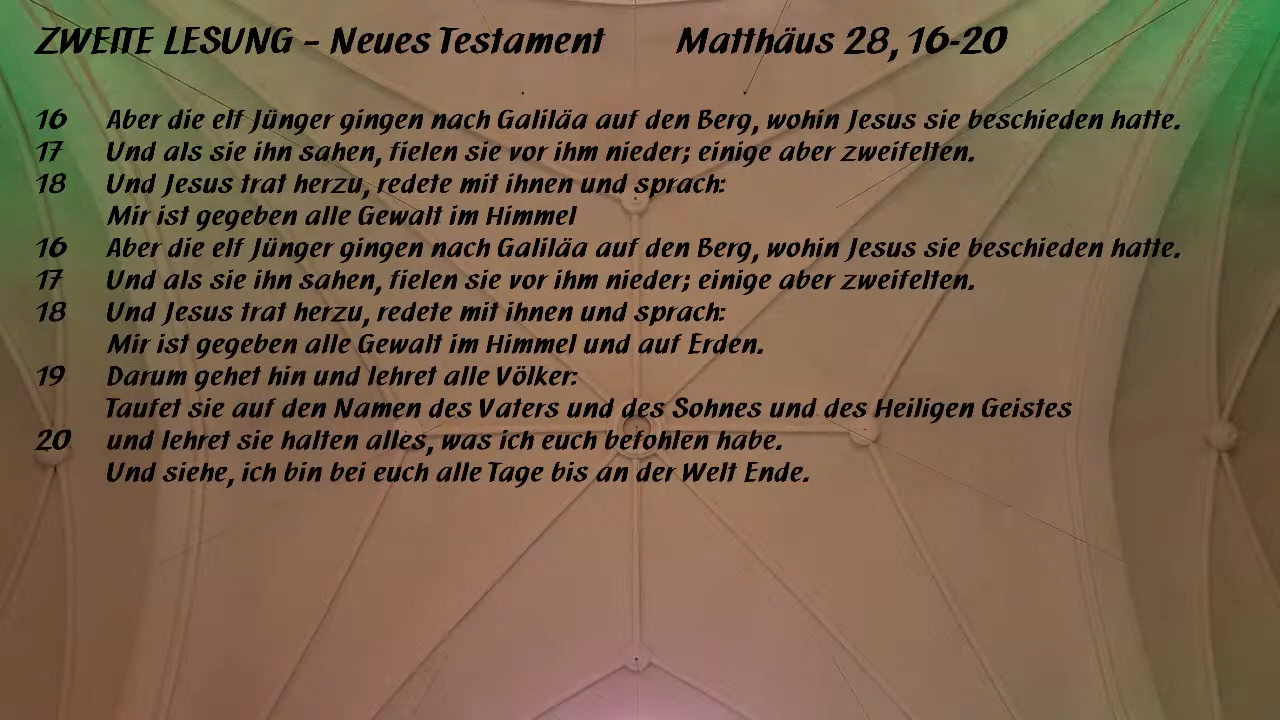 ZWEITE LESUNG – Neues Testament Matthäus 28, 16-20
16 Aber die elf Jünger gingen nach Galiläa auf den Berg, wohin Jesus sie beschieden hatte.
17 Und als sie ihn sahen, fielen sie vor ihm nieder; einige aber zweifelten.
18 Und Jesus trat herzu, redete mit ihnen und sprach:
Mir ist gegeben alle Gewalt im Himmel
16 Aber die elf Jünger gingen nach Galiläa auf den Berg, wohin Jesus sie beschieden hatte.
17 Und als sie ihn sahen, fielen sie vor ihm nieder; einige aber zweifelten.
18 Und Jesus trat herzu, redete mit ihnen und sprach:
Mir ist gegeben alle Gewalt im Himmel und auf Erden.
19 Darum gehet hin und lehret alle Völker:
Taufet sie auf den Namen des Vaters und des Sohnes und des Heiligen Geistes
20 und lehret sie halten alles, was ich euch befohlen habe.
Und siehe, ich bin bei euch alle Tage bis an der Welt Ende.